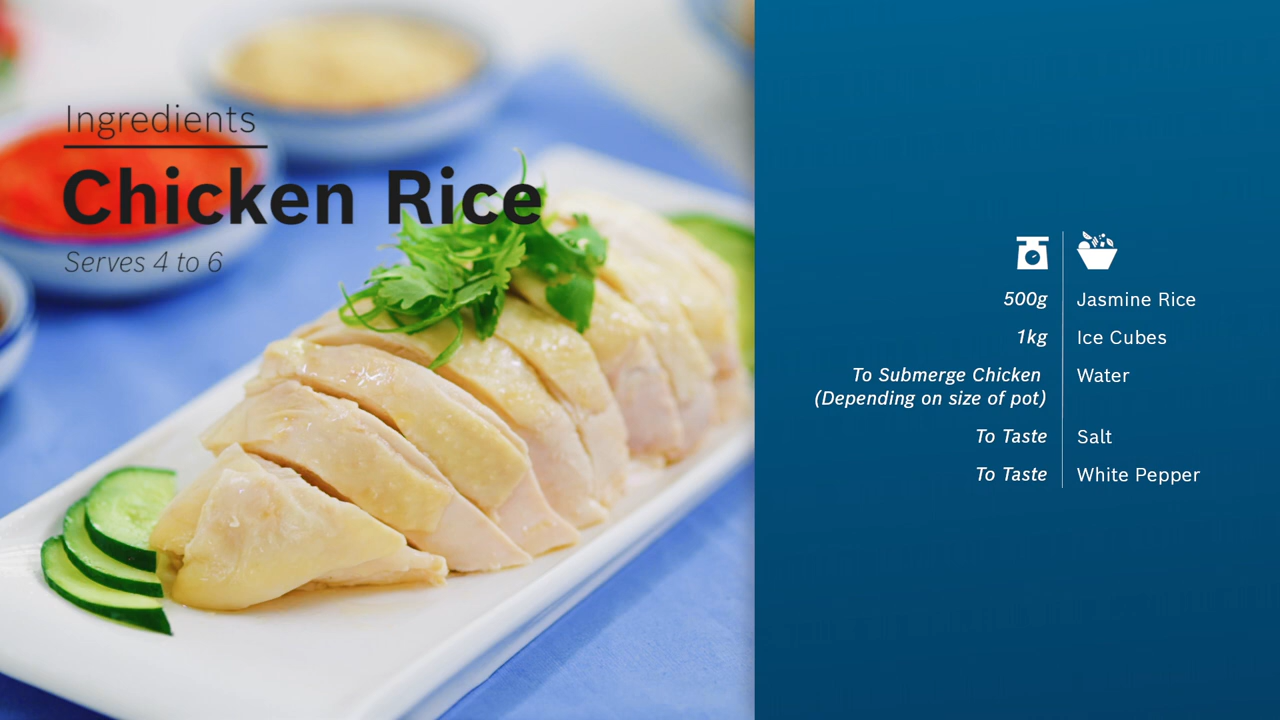 Ingredients
Chicken Rice
Serves 4 to 6
500g Jasmine Rice
1kg Ice Cubes
To Submerge Chicken Water
(Depending on size of pot)
To Taste Salt
To Taste White Pepper